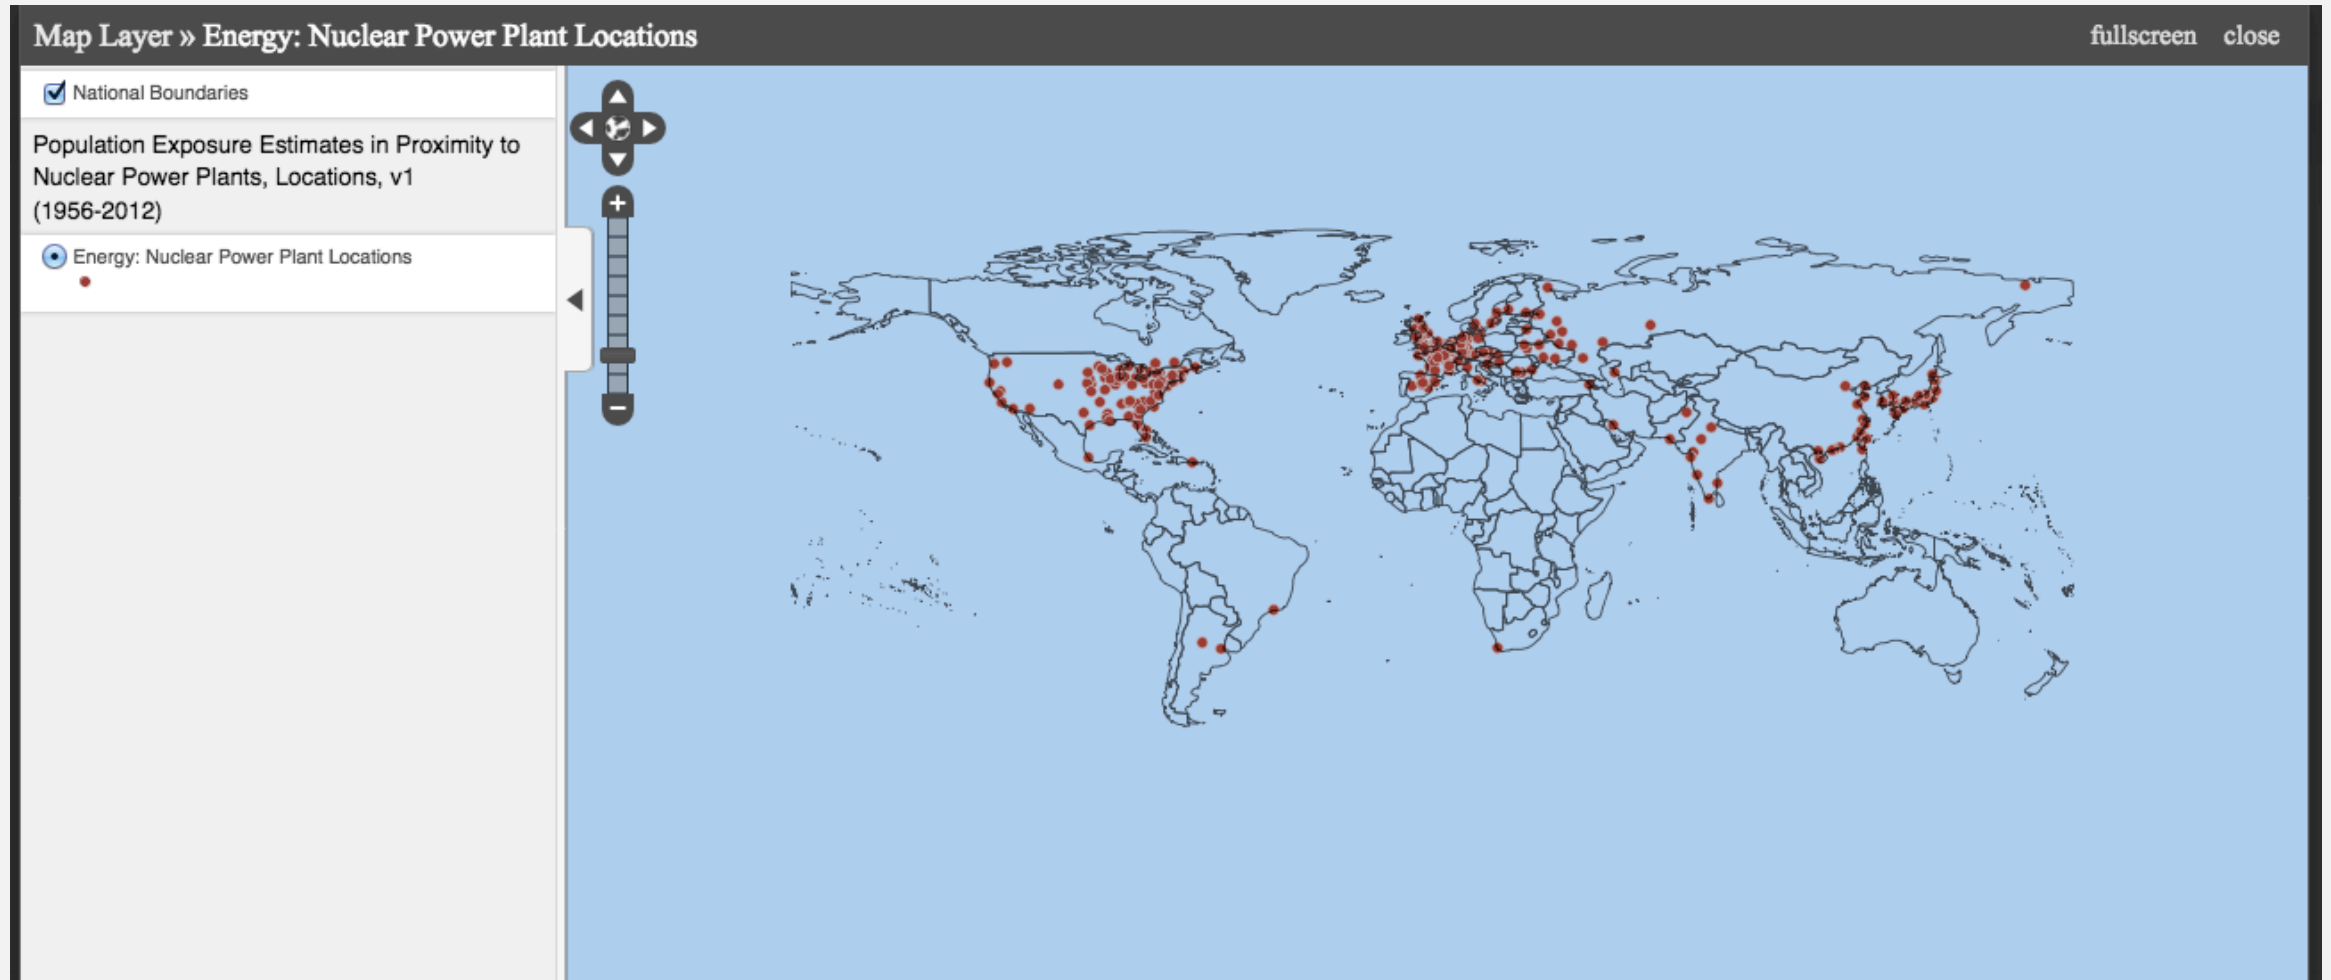 Map Layer » Energy: Nuclear Power Plant Locations
fullscreen close
National Boundaries
Population Exposure Estimates in Proximity to
Nuclear Power Plants, Locations, v1
(1956-2012)
Energy: Nuclear Power Plant Locations